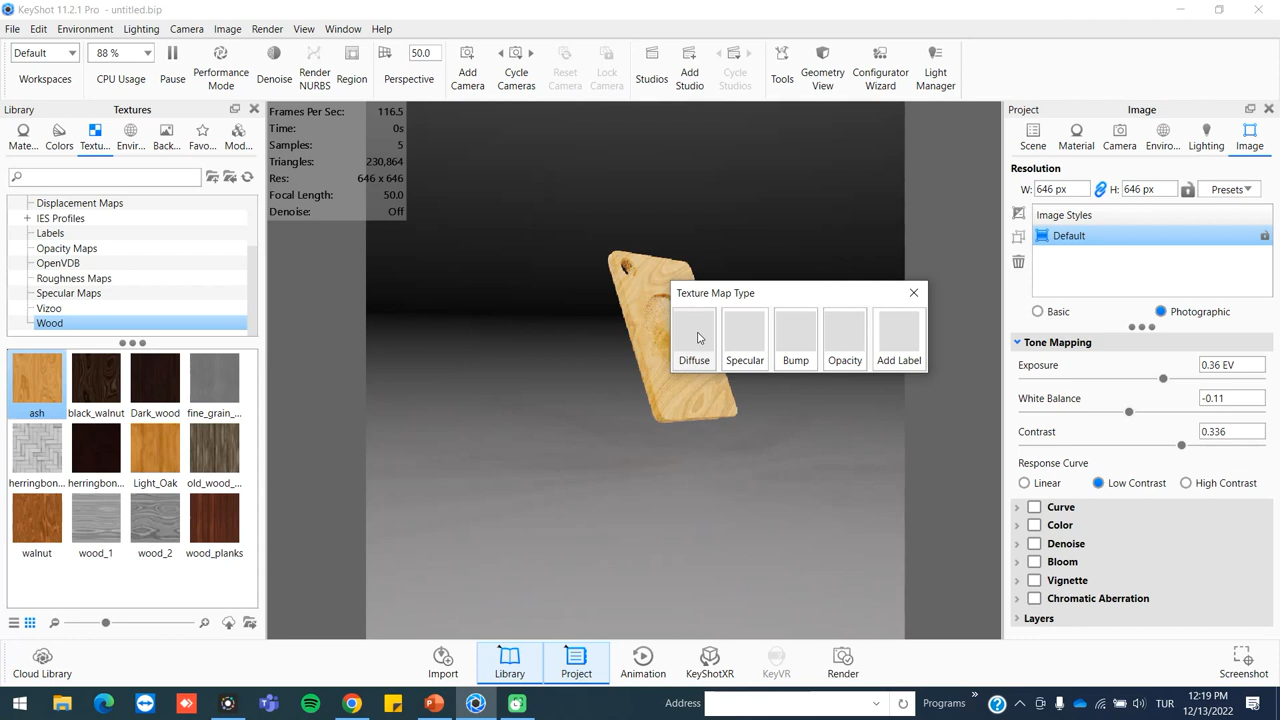 KeyShot 11.2.1 Pro - untitled.bip
File Edit Environment Lighting Camera Image Render View Window Help
Default 88 % 50.0
Workspaces CPU Usage Pause Performance Mode Denoise Render NURBS Region Perspective Add Camera Cycle Cameras Reset Camera Lock Camera Studios Add Studio Cycle Studios Tools Geometry View Configurator Wizard Light Manager
Library Textures
Mate... Colors Textu... Envir... Back... Favo... Mod...
Displacement Maps
IES Profiles
Labels
Opacity Maps
OpenVDB
Roughness Maps
Specular Maps
Vizoo
Wood
ash black_walnut Dark_wood fine_grain_...
herringbon... herringbon... Light_Oak old_wood_...
walnut wood_1 wood_2 wood_planks
Frames Per Sec: 116.5
Time: 0s
Samples: 5
Triangles: 230,864
Res: 646 x 646
Focal Length: 50.0
Denoise: Off
Texture Map Type
Diffuse Specular Bump Opacity Add Label
Project Image
Scene Material Camera Enviro... Lighting Image
Resolution
W: 646 px H: 646 px Presets
Image Styles
Default
Basic Photographic
Tone Mapping
Exposure 0.36 EV
White Balance -0.11
Contrast 0.336
Response Curve
Linear Low Contrast High Contrast
Curve
Color
Denoise
Bloom
Vignette
Chromatic Aberration
Layers
Cloud Library Import Library Project Animation KeyShotXR KeyVR Render Screenshot
Address Programs » TUR 12:19 PM
12/13/2022